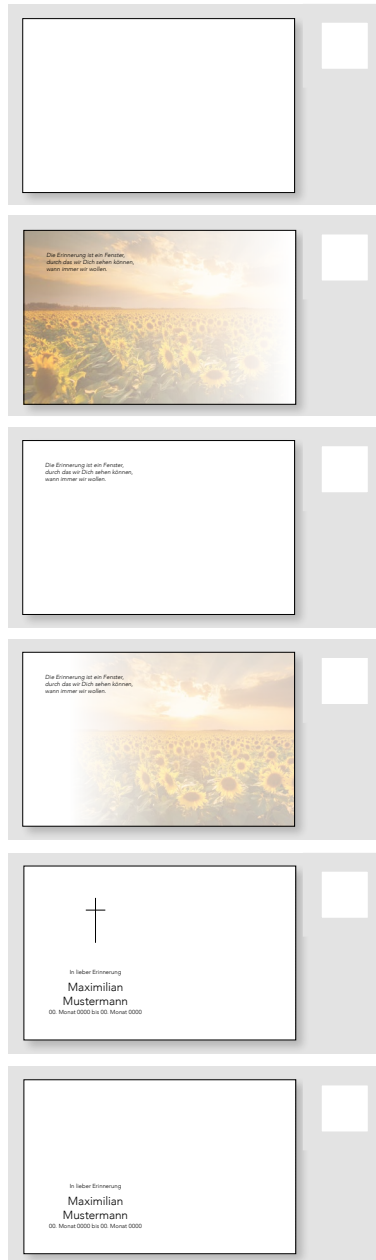 Die Erinnerung ist ein Fenster,
durch das wir Dich sehen können,
wann immer wir wollen.
Die Erinnerung ist ein Fenster,
durch das wir Dich sehen können,
wann immer wir wollen.
Die Erinnerung ist ein Fenster,
durch das wir Dich sehen können,
wann immer wir wollen.
In lieber Erinnerung
Maximilian
Mustermann
00. Monat 0000 bis 00. Monat 0000
In lieber Erinnerung
Maximilian
Mustermann
00. Monat 0000 bis 00. Monat 0000